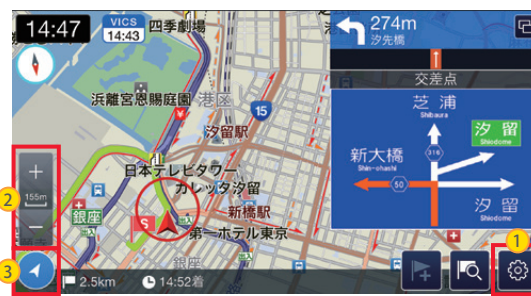 14:47
VICS
14:43
四季劇場
274m
汐先橋
交差点
芝浦
Shibaura
316
汐留
Shiodome
新大橋
Shin-ohashi
50
汐留
Shiodome
浜離宮恩賜庭園
港区
15
汐留駅
日本テレビタワー
カレッタ汐留
新橋駅
第一ホテル東京
銀座
銀座
S
+
155m
−
2.5km
14:52着
1
2
3